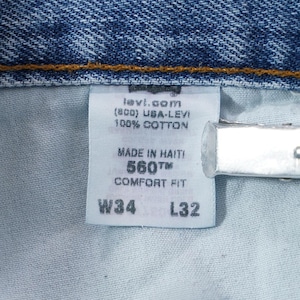 levi.com
(800) USA-LEVI
100% COTTON
MADE IN HAITI
560™
COMFORT FIT
W34 L32